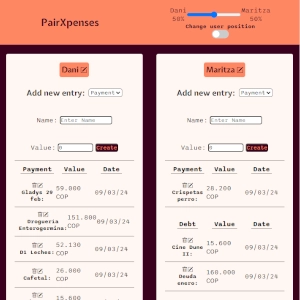 PairXpenses
Dani
50%
Maritza
50%
Change user position
Dani
Add new entry: Payment
Name: Enter Name
Value: 0 Create
Payment Value Date
Gladys 29 feb: 59.000 COP 09/03/24
Drogueria Enterogermina: 151.800 COP 09/03/24
D1 Leches: 52.130 COP 09/03/24
Cafetal: 26.000 COP 09/03/24
15.600
Maritza
Add new entry: Payment
Name: Enter Name
Value: 0 Create
Payment Value Date
Crispetas perro: 28.200 COP 09/03/24
Debt Value Date
Cine Dune II: 15.600 COP 09/03/24
Deuda enero: 160.000 COP 09/03/24